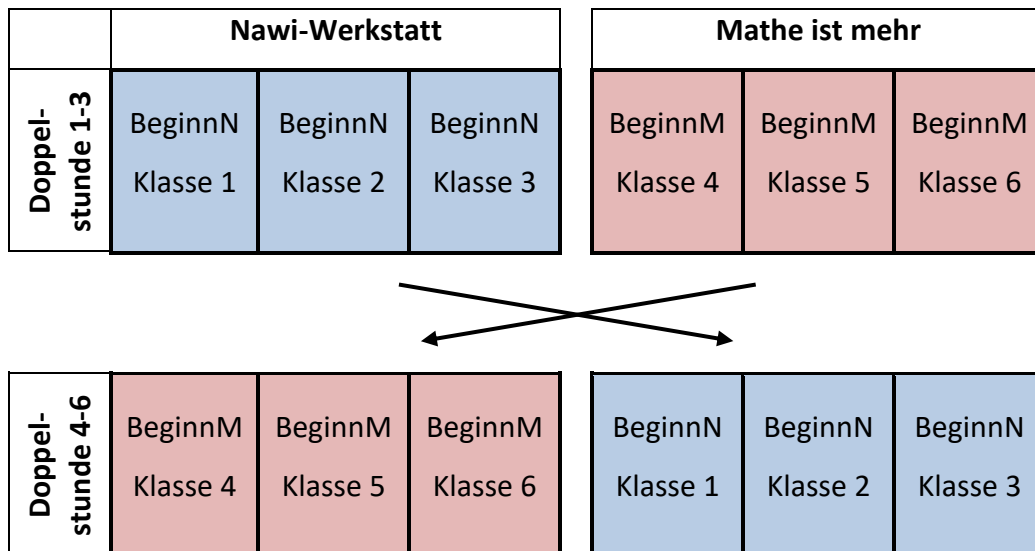 Nawi-Werkstatt
Mathe ist mehr
Doppel-
stunde 1-3
BeginnN
Klasse 1
BeginnN
Klasse 2
BeginnN
Klasse 3
BeginnM
Klasse 4
BeginnM
Klasse 5
BeginnM
Klasse 6
Doppel-
stunde 4-6
BeginnM
Klasse 4
BeginnM
Klasse 5
BeginnM
Klasse 6
BeginnN
Klasse 1
BeginnN
Klasse 2
BeginnN
Klasse 3